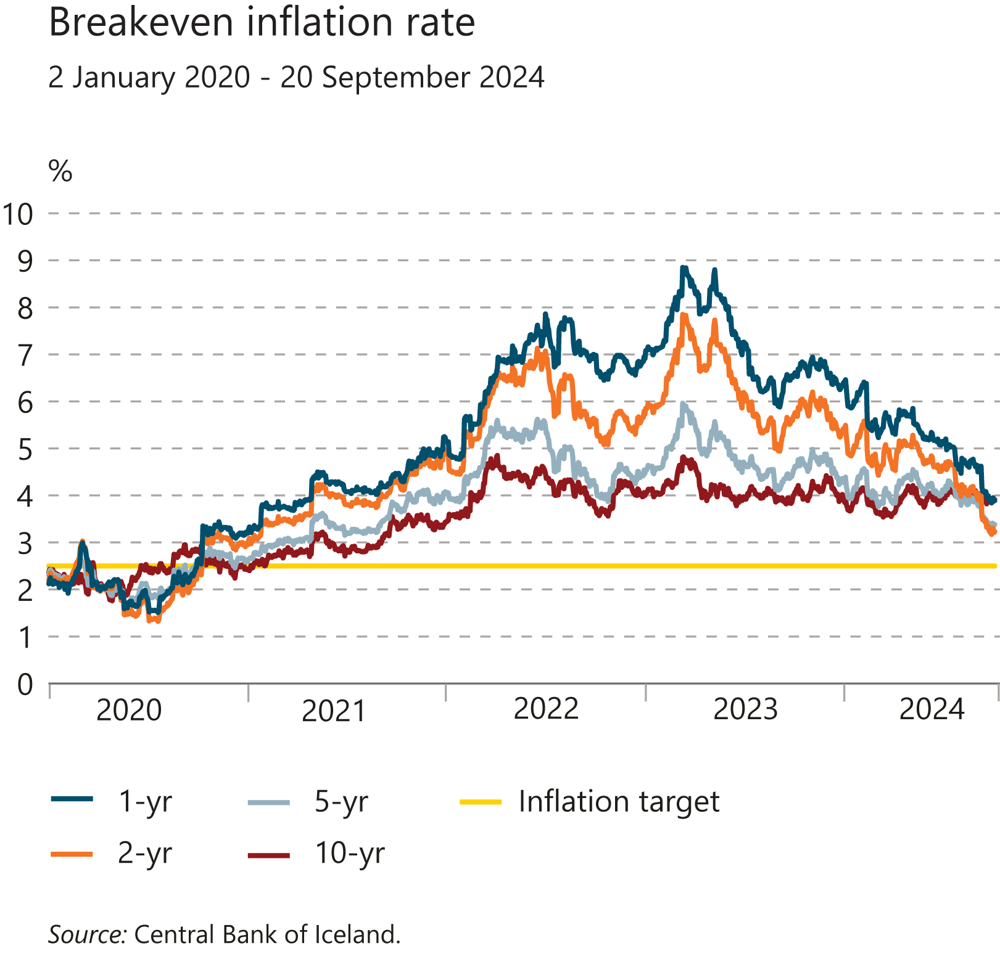 Breakeven inflation rate
2 January 2020 - 20 September 2024
%
10
9
8
7
6
5
4
3
2
1
0
2020 2021 2022 2023 2024
1-yr 5-yr Inflation target
2-yr 10-yr
Source: Central Bank of Iceland.